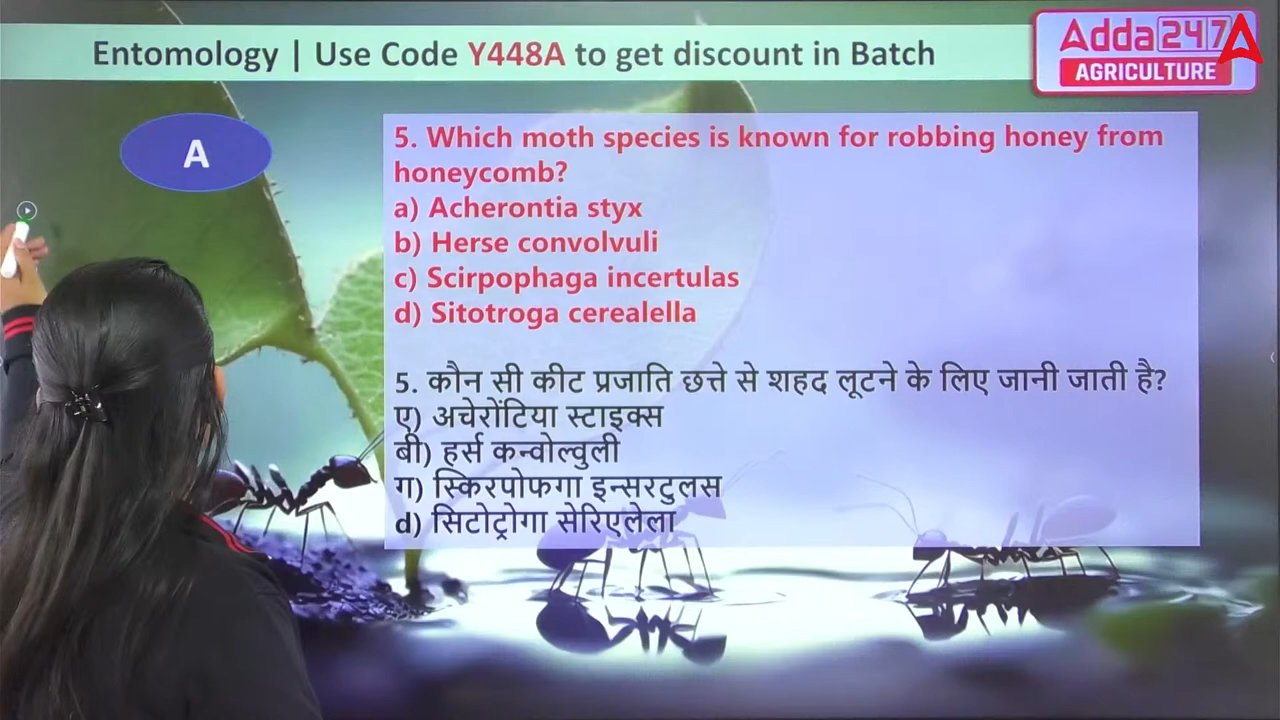 Entomology | Use Code Y448A to get discount in Batch
Adda 247
AGRICULTURE
A
5. Which moth species is known for robbing honey from
honeycomb?
a) Acherontia styx
b) Herse convolvuli
c) Scirpophaga incertulas
d) Sitotroga cerealella
5. कौन सी कीट प्रजाति छत्ते से शहद लूटने के लिए जानी जाती है?
ए) अचेरोंटिया स्टाइक्स
बी) हर्स कन्वोल्वुली
ग) स्किरपोफगा इन्सरटुलस
d) सिटोट्रोगा सेरिएलेला